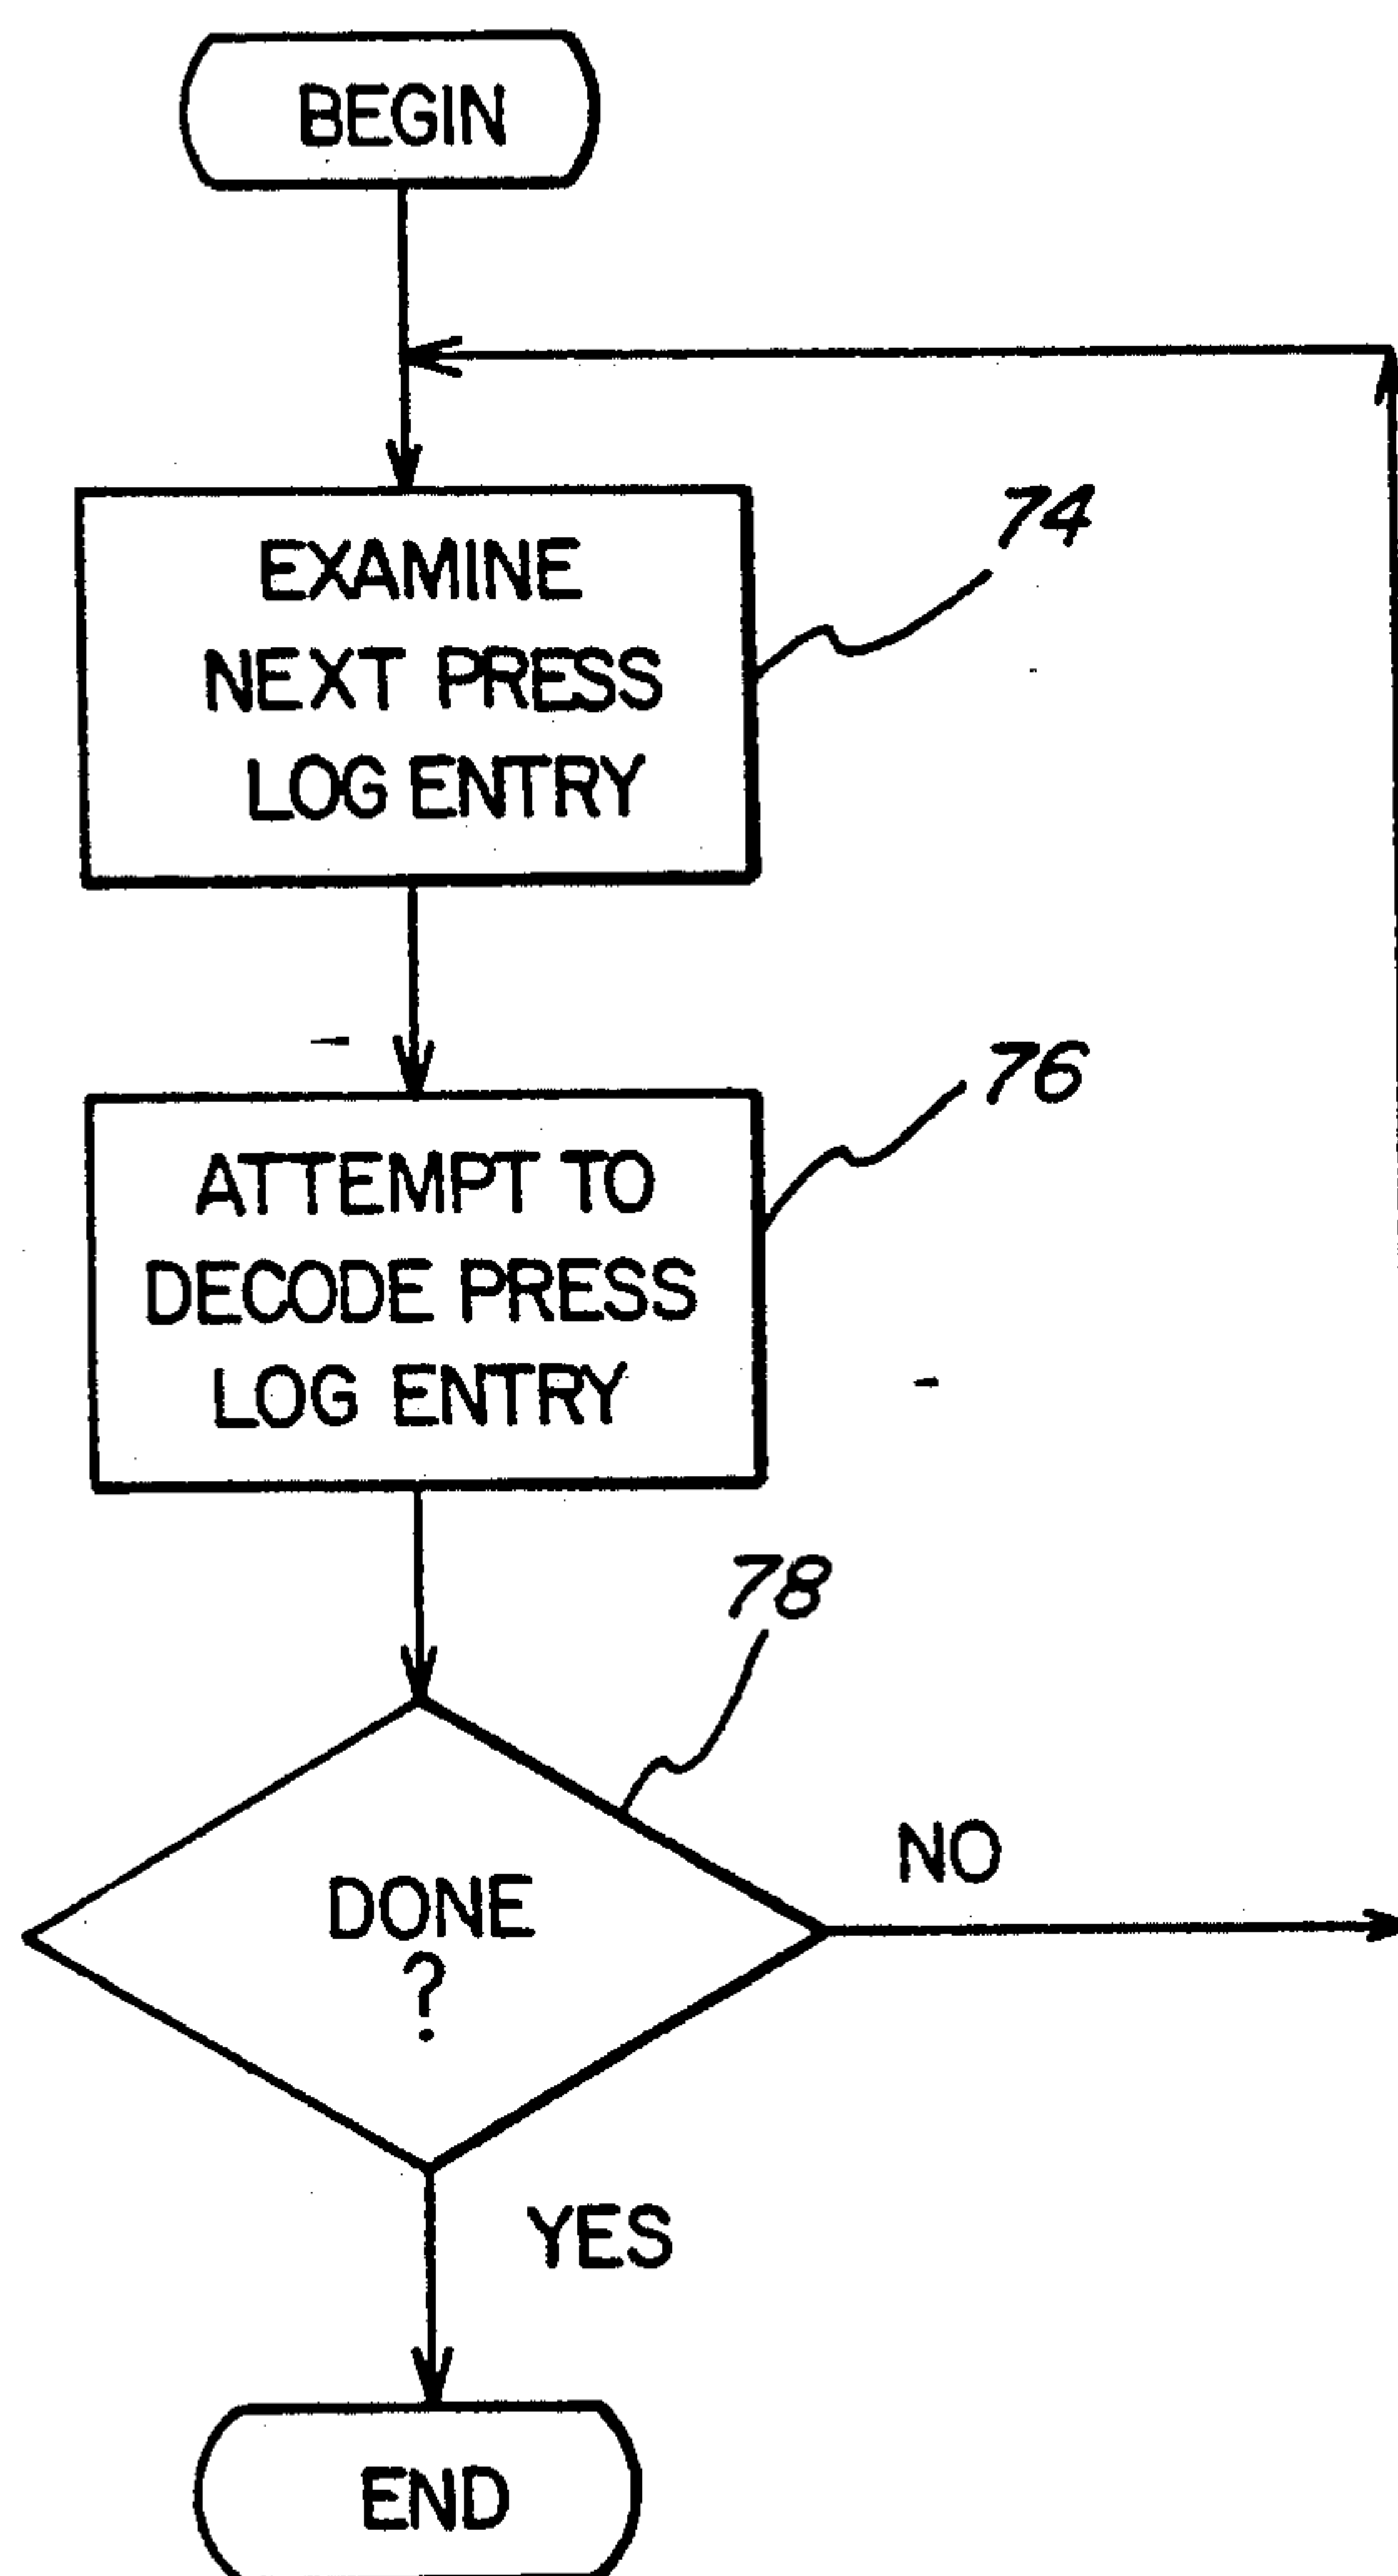 BEGIN
EXAMINE
NEXT PRESS
LOG ENTRY
74
ATTEMPT TO
DECODE PRESS
LOG ENTRY
76
78
DONE
?
NO
YES
END